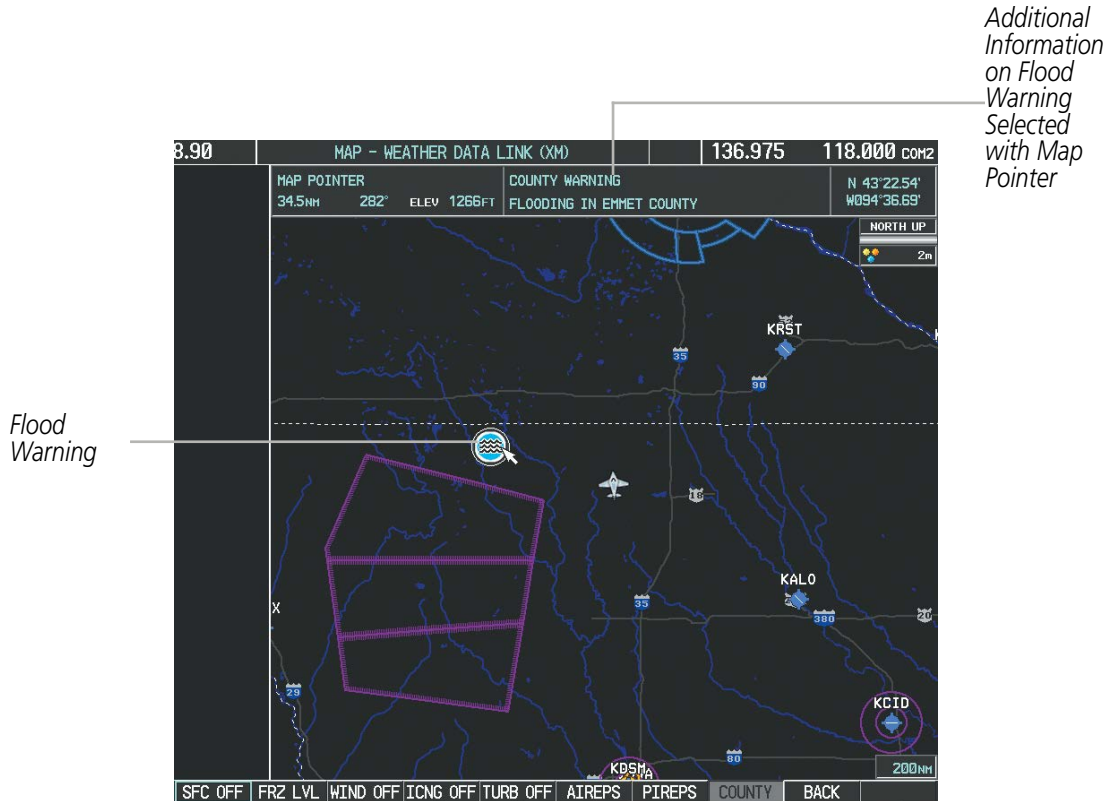 Additional
Information
on Flood
Warning
Selected
with Map
Pointer
8.90 MAP - WEATHER DATA LINK (XM) 136.975 118.000 COM2
MAP POINTER COUNTY WARNING N 43°22.54'
34.5NM 282° ELEV 1266FT FLOODING IN EMMET COUNTY W094°36.69'
NORTH UP
2m
KRST
35
90
Flood
Warning
18
KALO
35
X
380
20
29
KCID
80
KDSM
200NM
SFC OFF FRZ LVL WIND OFF ICNG OFF TURB OFF AIREPS PIREPS COUNTY BACK